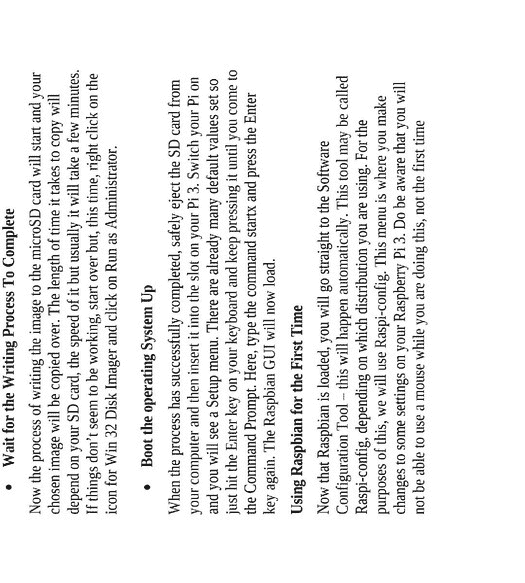 • Wait for the Writing Process To Complete
Now the process of writing the image to the microSD card will start and your
chosen image will be copied over. The length of time it takes to copy will
depend on your SD card, the speed of it but usually it will take a few minutes.
If things don't seem to be working, start over but, this time, right click on the
icon for Win 32 Disk Imager and click on Run as Administrator.
• Boot the operating System Up
When the process has successfully completed, safely eject the SD card from
your computer and then insert it into the slot on your Pi 3. Switch your Pi on
and you will see a Setup menu. There are already many default values set so
just hit the Enter key on your keyboard and keep pressing it until you come to
the Command Prompt. Here, type the command startx and press the Enter
key again. The Raspbian GUI will now load.
Using Raspbian for the First Time
Now that Raspbian is loaded, you will go straight to the Software
Configuration Tool – this will happen automatically. This tool may be called
Raspi-config, depending on which distribution you are using. For the
purposes of this, we will use Raspi-config. This menu is where you make
changes to some settings on your Raspberry Pi 3. Do be aware that you will
not be able to use a mouse while you are doing this, not the first time